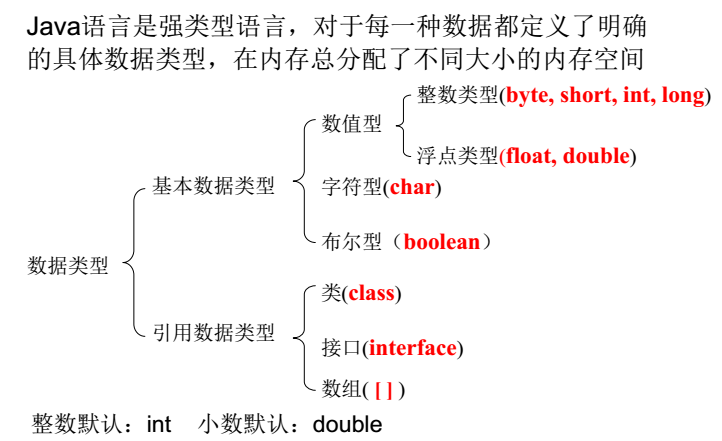 Java语言是强类型语言，对于每一种数据都定义了明确
的具体数据类型，在内存总分配了不同大小的内存空间
整数类型(byte, short, int, long)
数值型
浮点类型(float, double)
基本数据类型
字符型(char)
布尔型（boolean）
数据类型
类(class)
引用数据类型
接口(interface)
数组( [ ] )
整数默认：int 小数默认：double